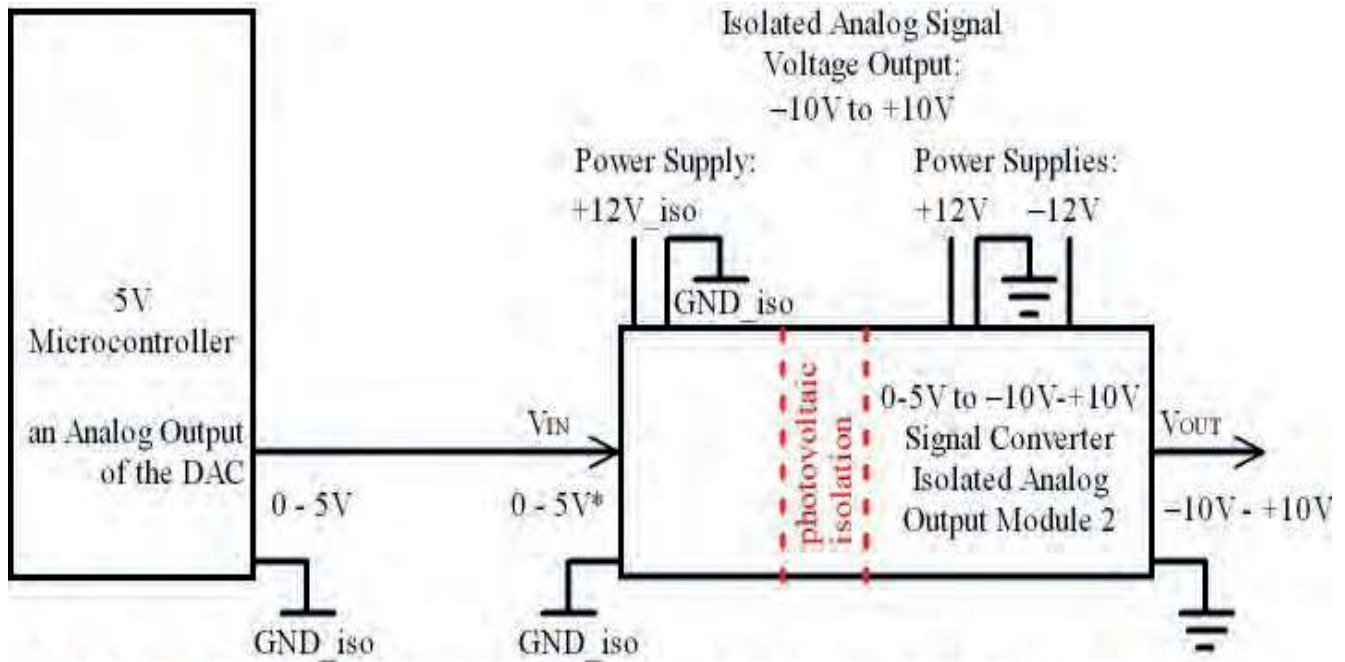 Isolated Analog Signal
Voltage Output:
–10V to +10V
Power Supply:
+12V_iso
GND_iso
Power Supplies:
+12V –12V
5V
Microcontroller
an Analog Output
of the DAC
0 - 5V
GND_iso
VIN
0 - 5V*
GND_iso
photovoltaic
isolation
0-5V to –10V-+10V
Signal Converter
Isolated Analog
Output Module 2
VOUT
–10V - +10V